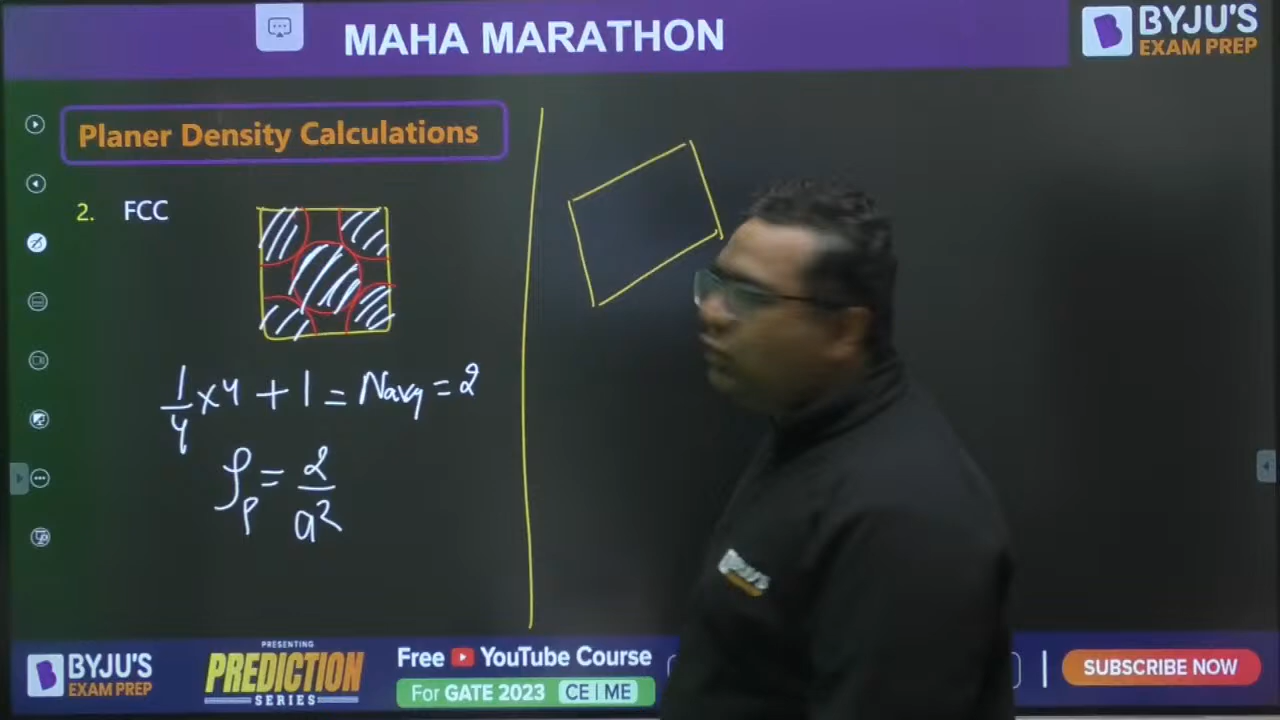 MAHA MARATHON
BYJU'S
EXAM PREP
Planer Density Calculations
2. FCC
1/4 x 4 + 1 = Navg = 2
ρp = 2/a²
BYJU'S
BYJU'S
EXAM PREP
PRESENTING
PREDICTION
SERIES
Free YouTube Course
For GATE 2023 CE | ME
SUBSCRIBE NOW